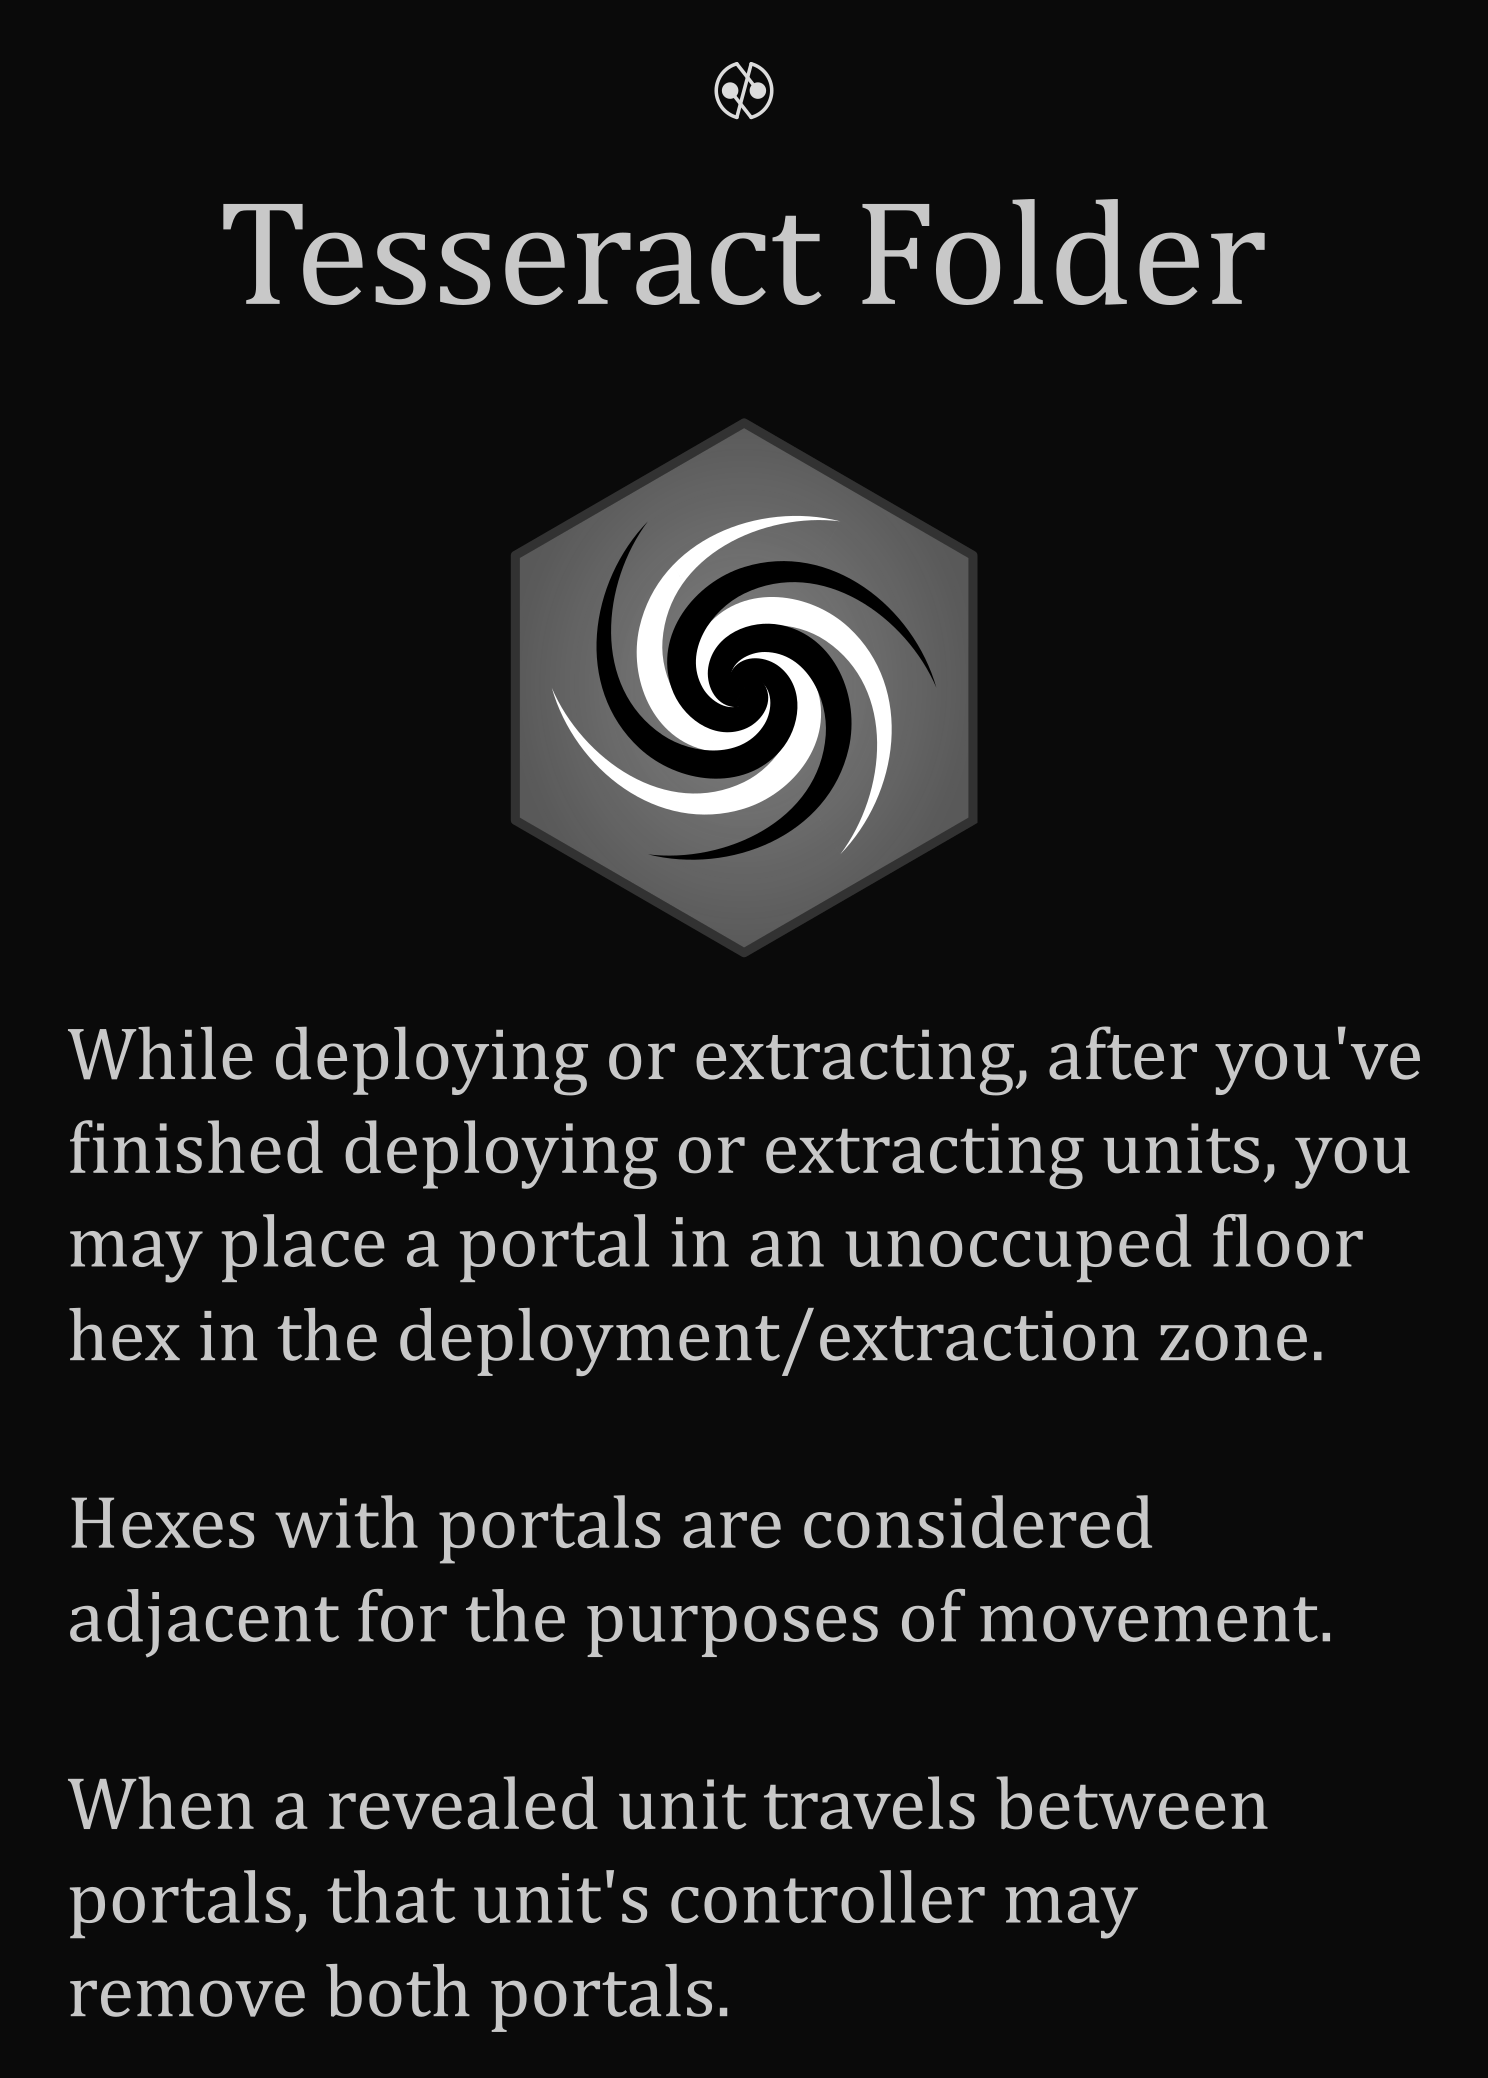 Tesseract Folder
While deploying or extracting, after you've
finished deploying or extracting units, you
may place a portal in an unoccuped floor
hex in the deployment/extraction zone.
Hexes with portals are considered
adjacent for the purposes of movement.
When a revealed unit travels between
portals, that unit's controller may
remove both portals.